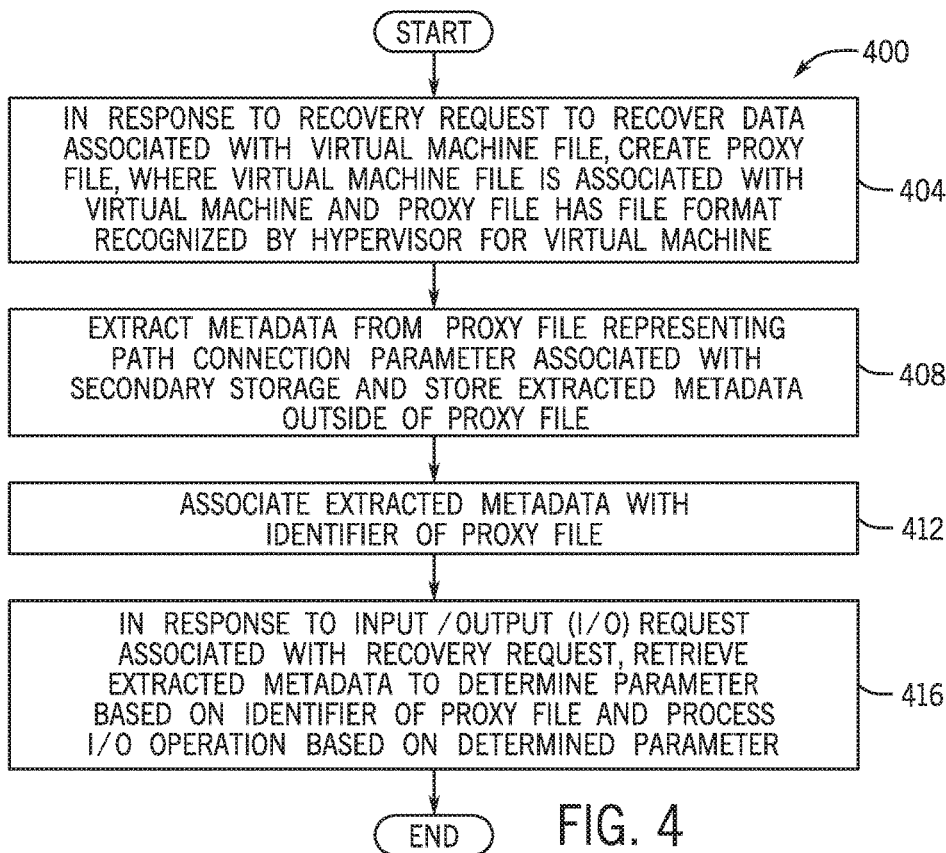 START
400
IN RESPONSE TO RECOVERY REQUEST TO RECOVER DATA
ASSOCIATED WITH VIRTUAL MACHINE FILE, CREATE PROXY
FILE, WHERE VIRTUAL MACHINE FILE IS ASSOCIATED WITH
VIRTUAL MACHINE AND PROXY FILE HAS FILE FORMAT
RECOGNIZED BY HYPERVISOR FOR VIRTUAL MACHINE
404
EXTRACT METADATA FROM PROXY FILE REPRESENTING
PATH CONNECTION PARAMETER ASSOCIATED WITH
SECONDARY STORAGE AND STORE EXTRACTED METADATA
OUTSIDE OF PROXY FILE
408
ASSOCIATE EXTRACTED METADATA WITH
IDENTIFIER OF PROXY FILE
412
IN RESPONSE TO INPUT/OUTPUT (I/O) REQUEST
ASSOCIATED WITH RECOVERY REQUEST, RETRIEVE
EXTRACTED METADATA TO DETERMINE PARAMETER
BASED ON IDENTIFIER OF PROXY FILE AND PROCESS
I/O OPERATION BASED ON DETERMINED PARAMETER
416
END
FIG. 4